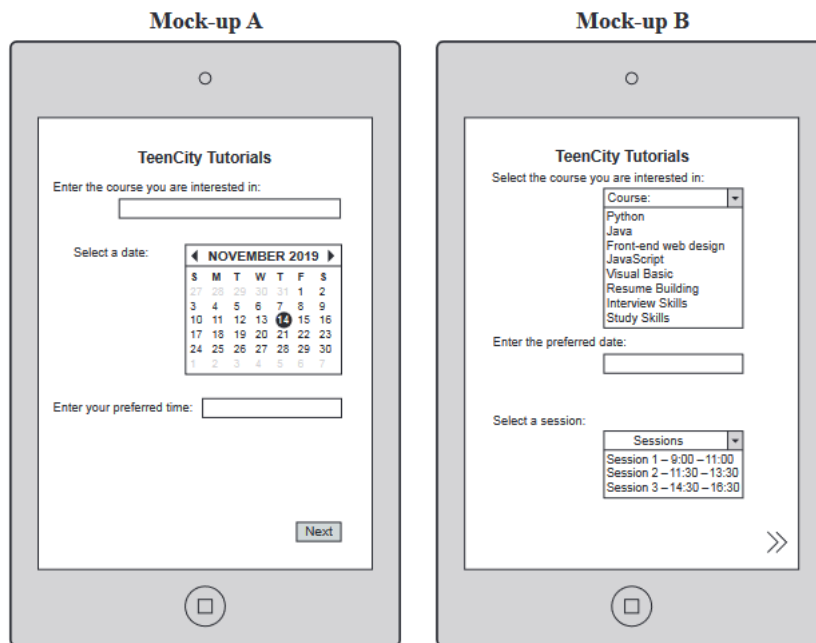 Mock-up A
TeenCity Tutorials
Enter the course you are interested in:
Select a date:
NOVEMBER 2019
S M T W T F S
27 28 29 30 31 1 2
3 4 5 6 7 8 9
10 11 12 13 14 15 16
17 18 19 20 21 22 23
24 25 26 27 28 29 30
1 2 3 4 5 6 7
Enter your preferred time:
Next
Mock-up B
TeenCity Tutorials
Select the course you are interested in:
Course:
Python
Java
Front-end web design
JavaScript
Visual Basic
Resume Building
Interview Skills
Study Skills
Enter the preferred date:
Select a session:
Sessions
Session 1 – 9:00 –11:00
Session 2 –11:30 –13:30
Session 3 –14:30 –16:30